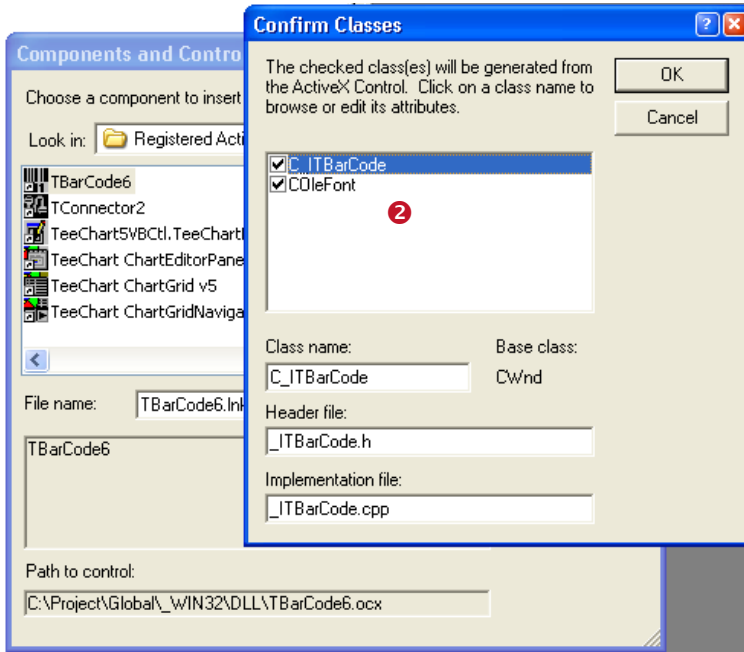 Confirm Classes
The checked class(es) will be generated from
the ActiveX Control. Click on a class name to
browse or edit its attributes.
OK
Cancel
C_ITBarCode
COleFont
2
Class name:
Base class:
C_ITBarCode
CWnd
Header file:
_ITBarCode.h
Implementation file:
_ITBarCode.cpp
Components and Contro
Choose a component to insert
Look in:
Registered Acti
TBarCode6
TConnector2
TeeChart5VBCtl.TeeChart
TeeChart ChartEditorPane
TeeChart ChartGrid v5
TeeChart ChartGridNaviga
File name:
TBarCode6.lnk
TBarCode6
Path to control:
C:\Project\Global\_WIN32\DLL\TBarCode6.ocx